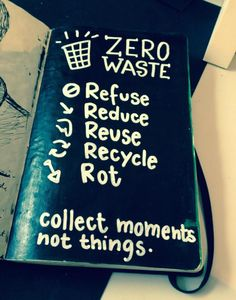 ZERO
WASTE
Refuse
Reduce
Reuse
Recycle
Rot
collect moments
not things.